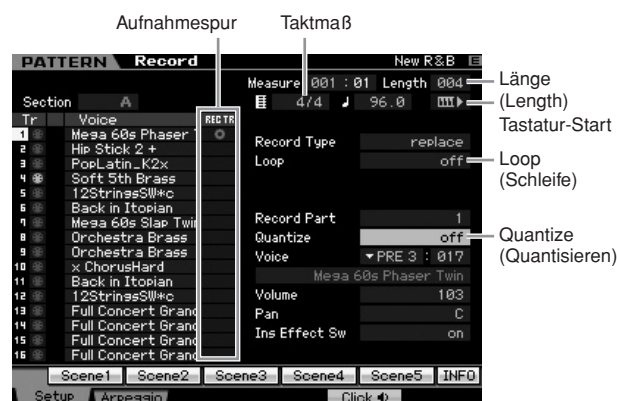 Aufnahmespur Taktmaß
PATTERN Record New R&B E
Measure 001 : 01 Length 004
Länge
(Length)
Section A 4/4 ♩ 96.0
Tastatur-Start
Tr Voice REC TR
1 Mega 60s Phaser T
2 Hip Stick 2 +
3 PopLatin_K2x
4 Soft 5th Brass
5 12StringsSW*c
6 Back in Itopian
7 Mega 60s Slap Twin
8 Orchestra Brass
9 Orchestra Brass
10 x ChorusHard
11 Back in Itopian
12 12StringsSW*c
13 Full Concert Grand
14 Full Concert Grand
15 Full Concert Grand
16 Full Concert Grand
Record Type replace
Loop off
Loop
(Schleife)
Record Part 1
Quantize off
Quantize
(Quantisieren)
Voice PRE 3 : 017
Mega 60s Phaser Twin
Volume 103
Pan C
Ins Effect Sw on
Scene1 Scene2 Scene3 Scene4 Scene5 INFO
Setup Arpeggio Click